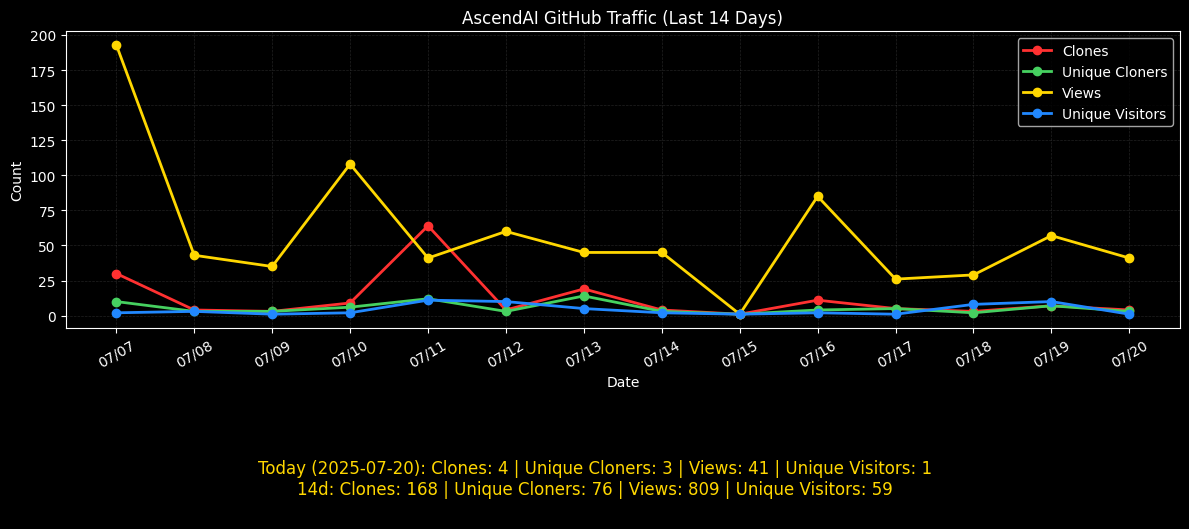 AscendAI GitHub Traffic (Last 14 Days)
200
175
150
125
100
75
50
25
0
Count
Clones
Unique Cloners
Views
Unique Visitors
07/07
07/08
07/09
07/10
07/11
07/12
07/13
07/14
07/15
07/16
07/17
07/18
07/19
07/20
Date
Today (2025-07-20): Clones: 4 | Unique Cloners: 3 | Views: 41 | Unique Visitors: 1
14d: Clones: 168 | Unique Cloners: 76 | Views: 809 | Unique Visitors: 59